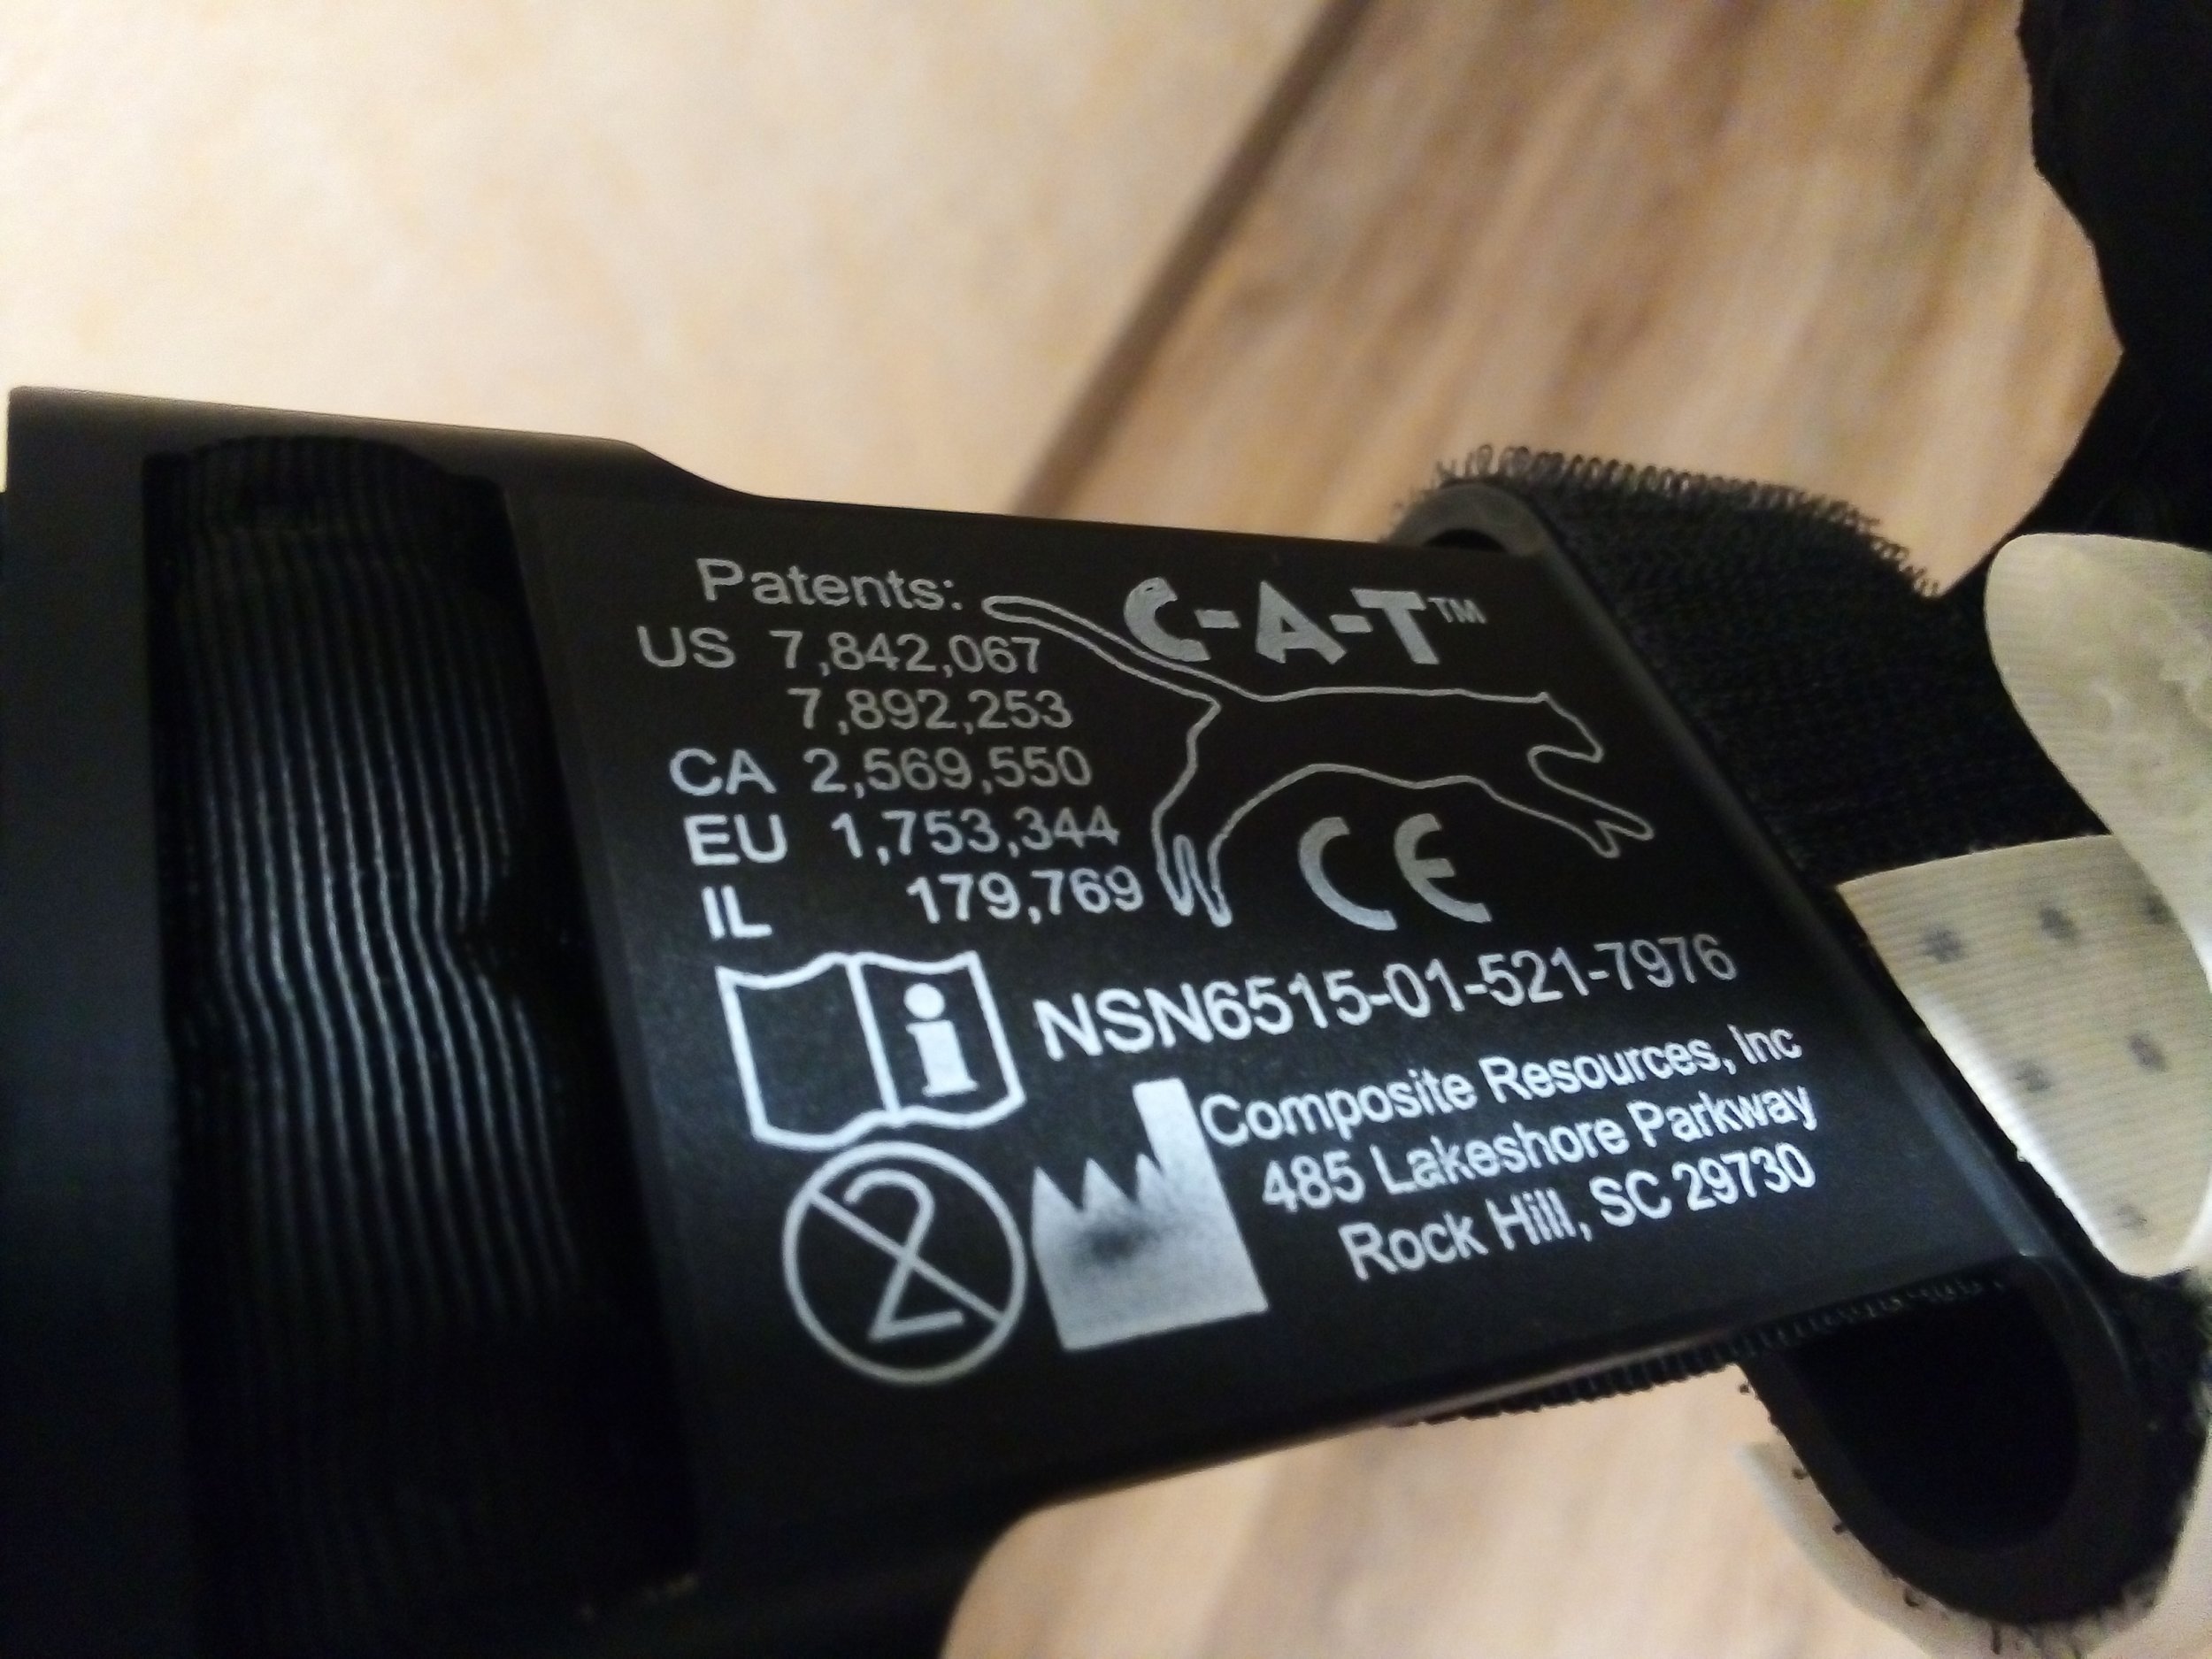 Patents:
C-A-T™
US 7,842,067
7,892,253
CA 2,569,550
EU 1,753,344
IL 179,769
CE
i
NSN6515-01-521-7976
2
Composite Resources, Inc
485 Lakeshore Parkway
Rock Hill, SC 29730